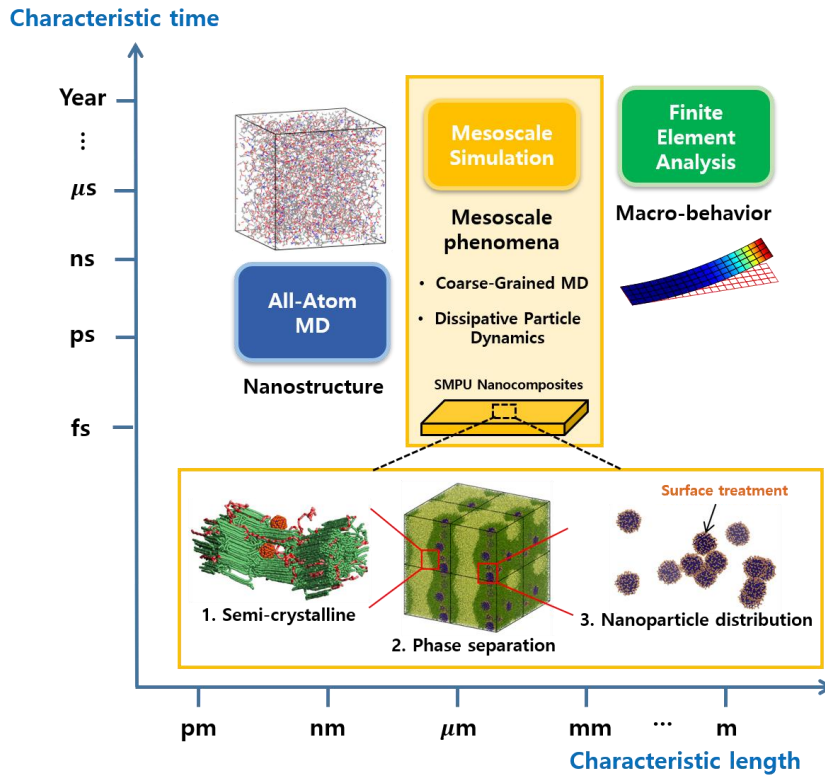 Characteristic time
Year
⋮
μs
ns
ps
fs
All-Atom
MD
Nanostructure
Mesoscale
Simulation
Mesoscale
phenomena
• Coarse-Grained MD
• Dissipative Particle
Dynamics
SMPU Nanocomposites
Finite
Element
Analysis
Macro-behavior
1. Semi-crystalline
2. Phase separation
Surface treatment
3. Nanoparticle distribution
pm
nm
μm
mm
···
m
Characteristic length